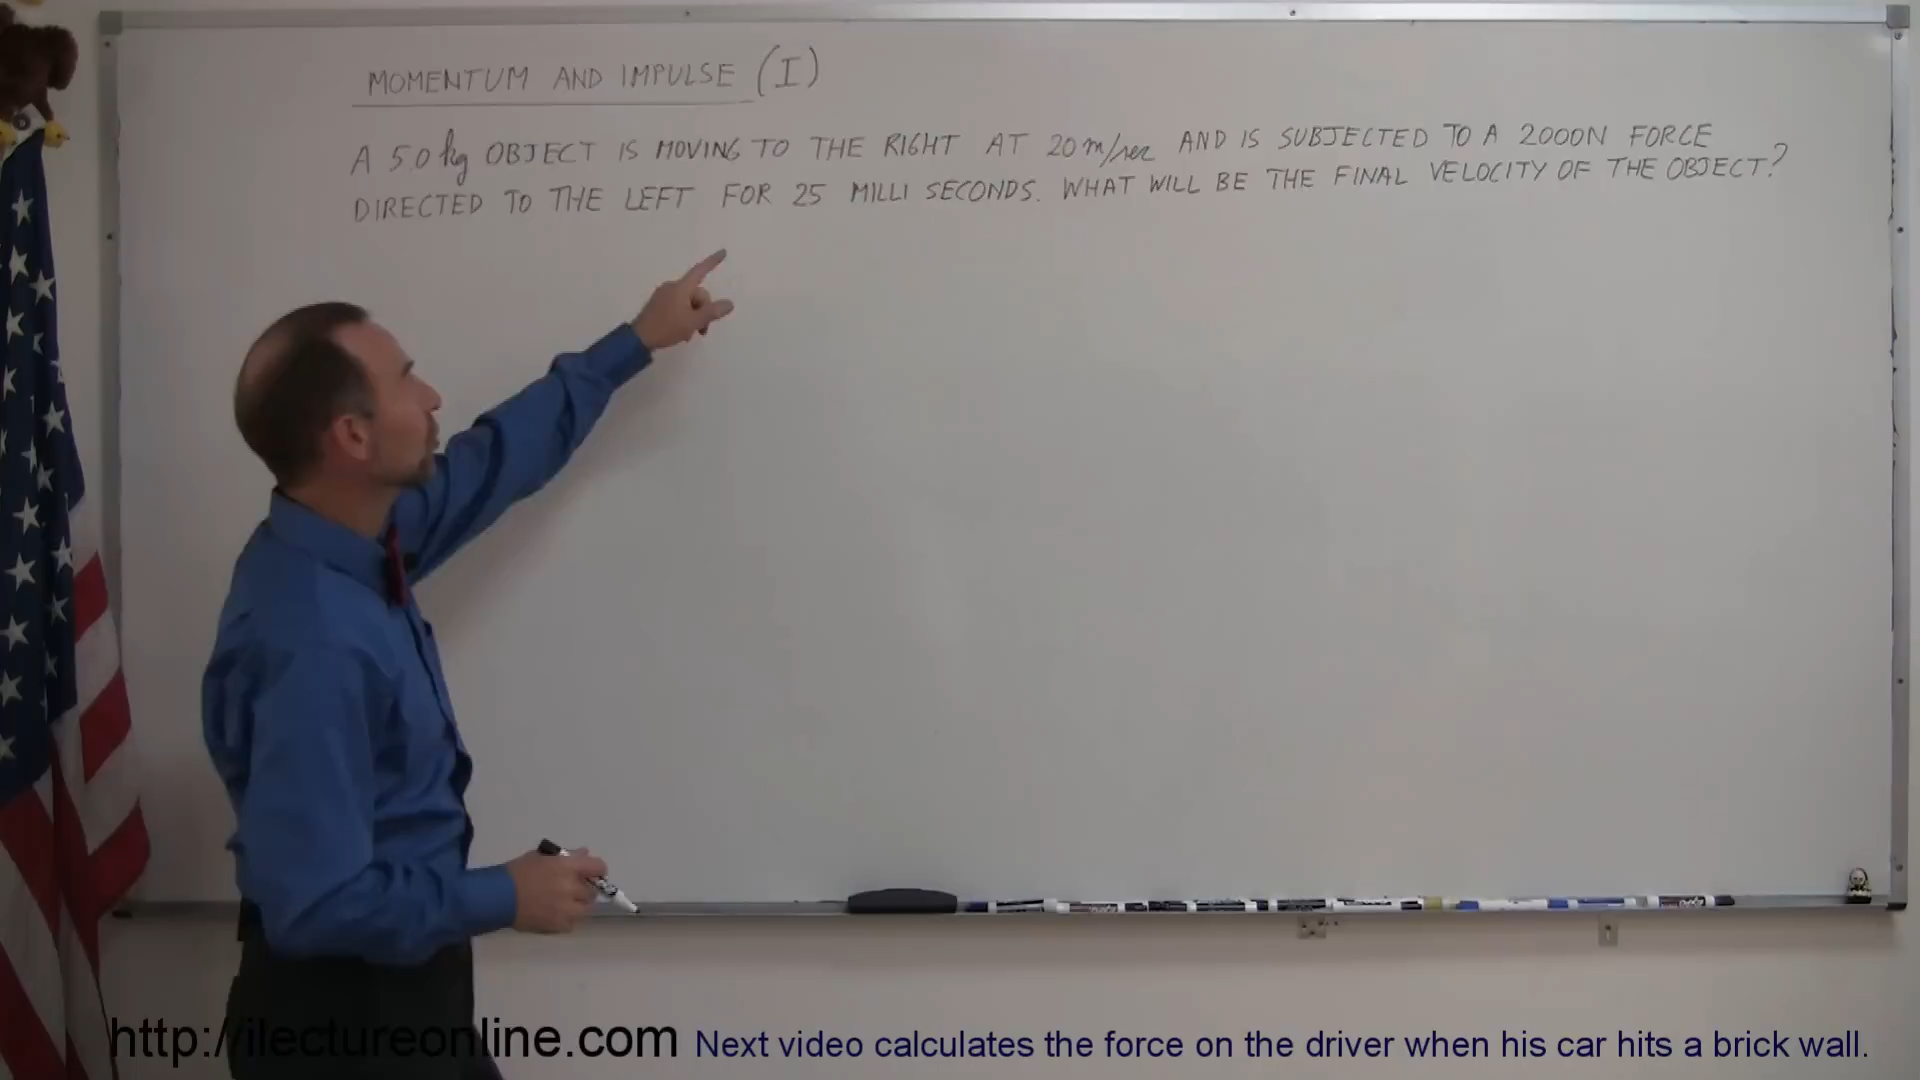 MOMENTUM AND IMPULSE (I)
A 5.0 kg OBJECT IS MOVING TO THE RIGHT AT 20 m/sec AND IS SUBJECTED TO A 2000N FORCE
DIRECTED TO THE LEFT FOR 25 MILLI SECONDS. WHAT WILL BE THE FINAL VELOCITY OF THE OBJECT?
http://ilectureonline.com Next video calculates the force on the driver when his car hits a brick wall.